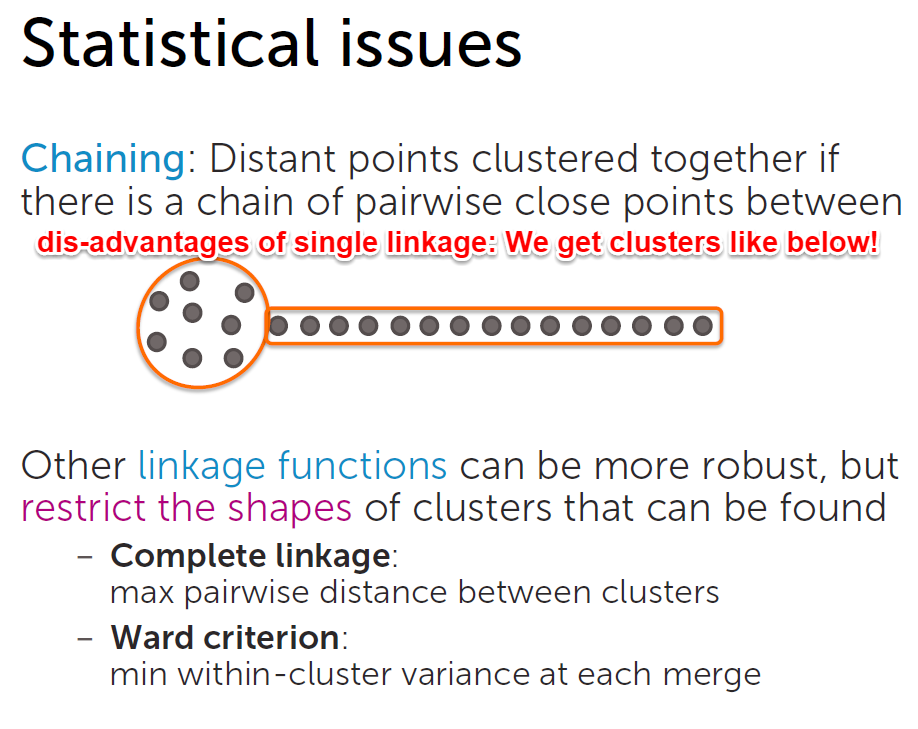 Statistical issues
Chaining: Distant points clustered together if
there is a chain of pairwise close points between
dis-advantages of single linkage: We get clusters like below!
Other linkage functions can be more robust, but
restrict the shapes of clusters that can be found
– Complete linkage:
max pairwise distance between clusters
– Ward criterion:
min within-cluster variance at each merge